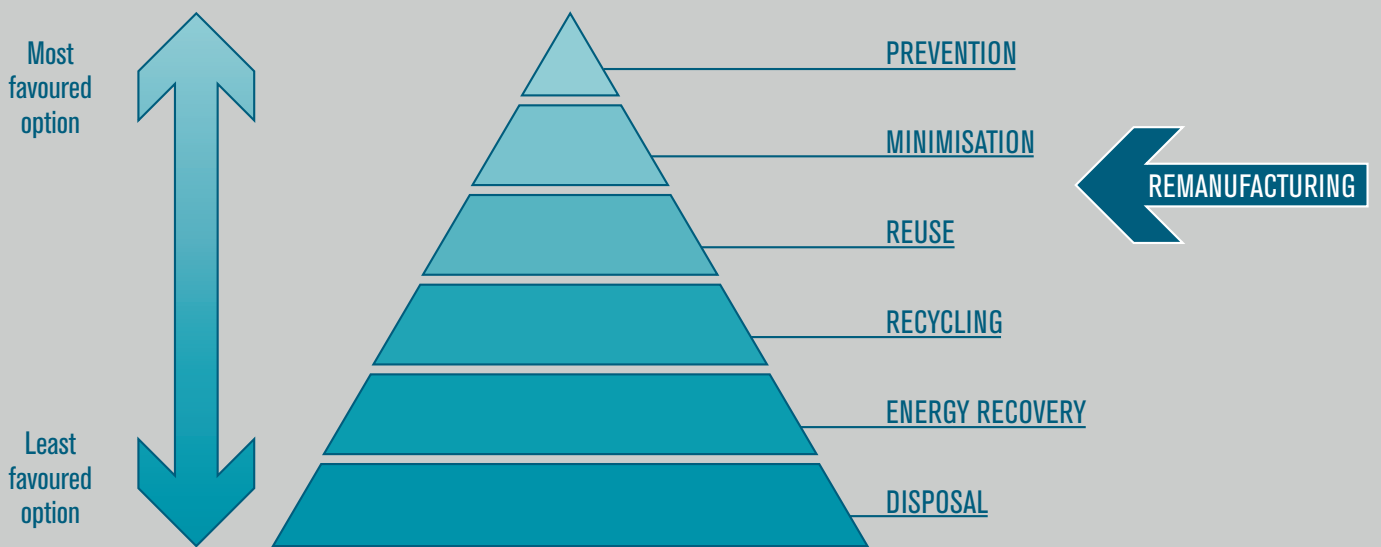 Most
favoured
option
PREVENTION
MINIMISATION
REMANUFACTURING
REUSE
RECYCLING
ENERGY RECOVERY
Least
favoured
option
DISPOSAL